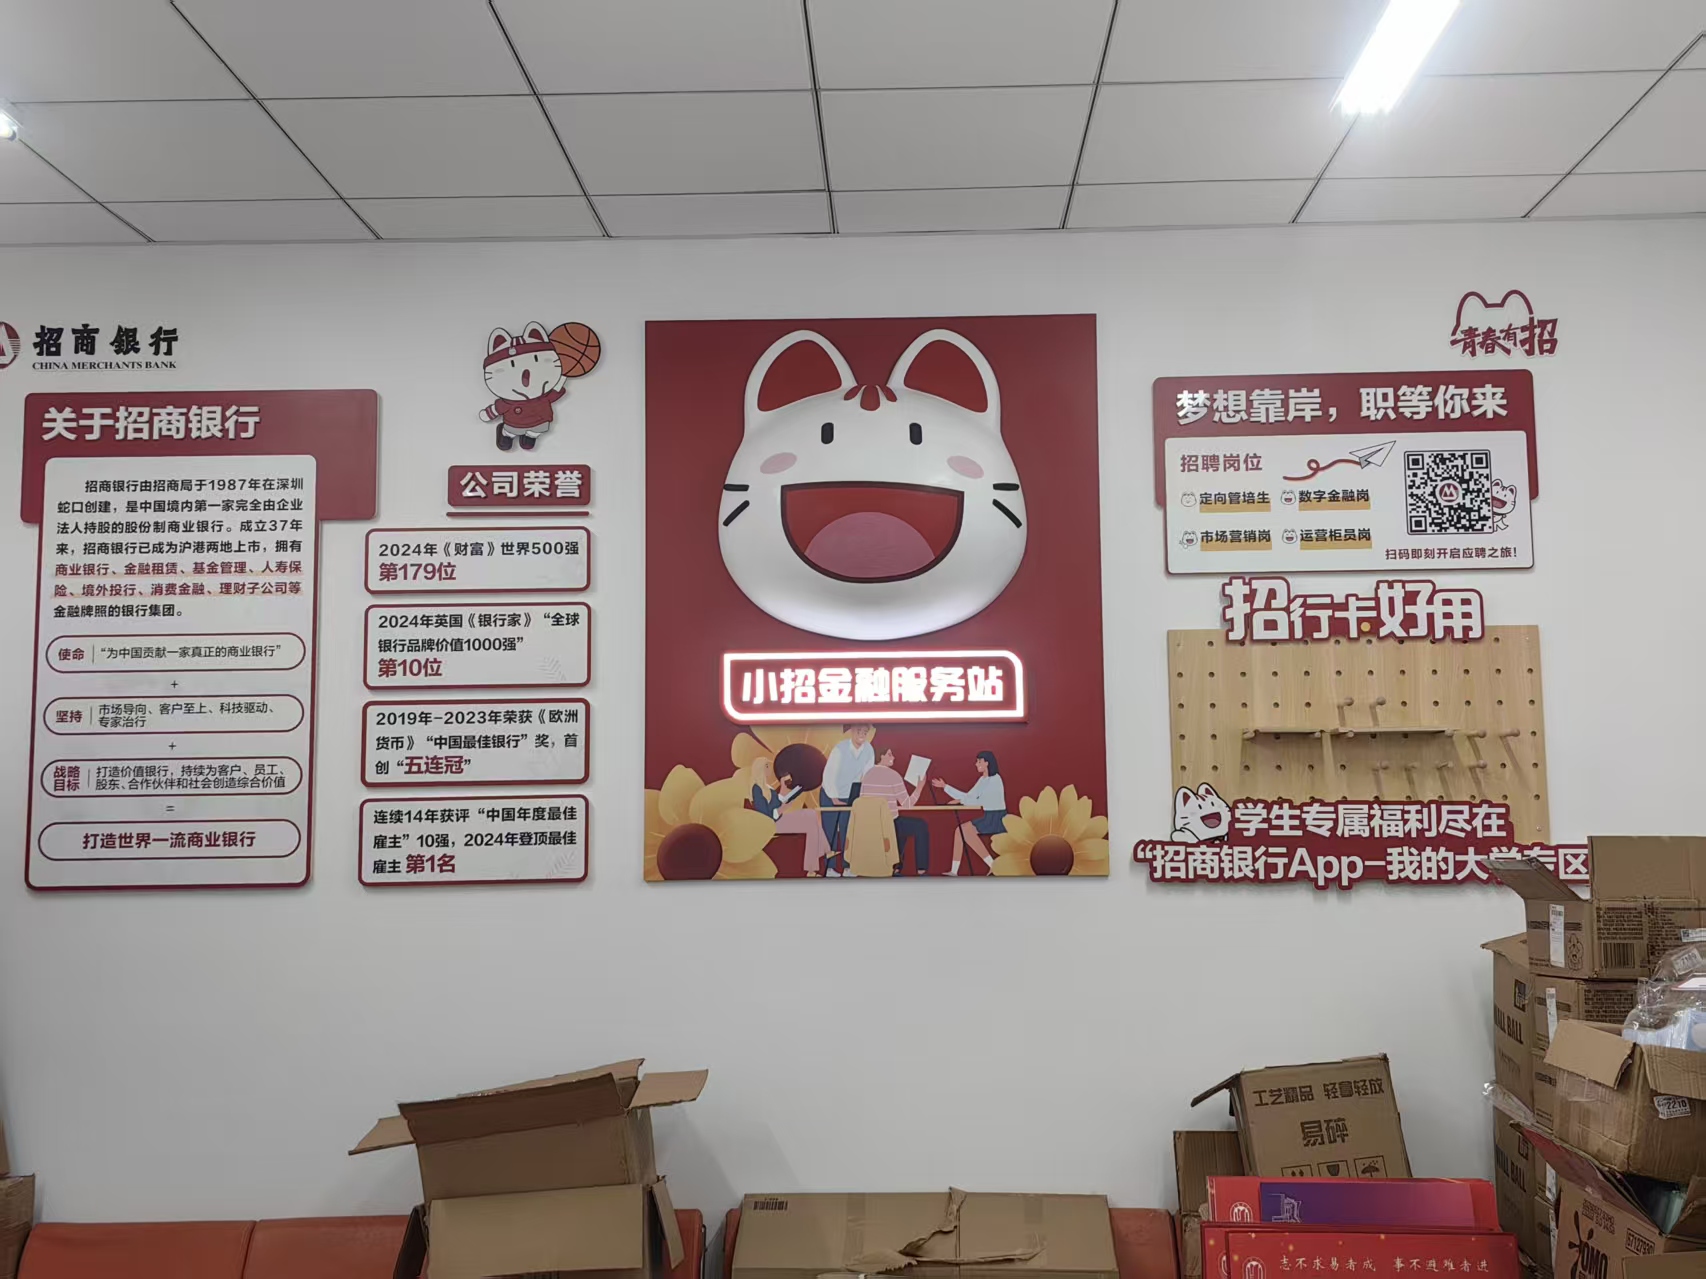 招商银行
CHINA MERCHANTS BANK
关于招商银行
招商银行由招商局于1987年在深圳
蛇口创建，是中国境内第一家完全由企业
法人持股的股份制商业银行。成立37年
来，招商银行已成为沪港两地上市，拥有
商业银行、金融租赁、基金管理、人寿保
险、境外投行、消费金融、理财子公司等
金融牌照的银行集团。
使命 “为中国贡献一家真正的商业银行”
+
坚持 市场导向、客户至上、科技驱动、
专家治行
+
战略
目标
打造价值银行，持续为客户、员工、
股东、合作伙伴和社会创造综合价值
=
打造世界一流商业银行
公司荣誉
2024年《财富》世界500强
第179位
2024年英国《银行家》“全球
银行品牌价值1000强”
第10位
2019年-2023年荣获《欧洲
货币》“中国最佳银行”奖，首
创“五连冠”
连续14年获评“中国年度最佳
雇主”10强，2024年登顶最佳
雇主 第1名
小招金融服务站
青春有招
梦想靠岸，职等你来
招聘岗位
定向管培生 数字金融岗
市场营销岗 运营柜员岗
扫码即刻开启应聘之旅！
招行卡好用
学生专属福利尽在
“招商银行App-我的大学专区
工艺精品 轻拿轻放
易碎
志不求易者成 事不避难者进